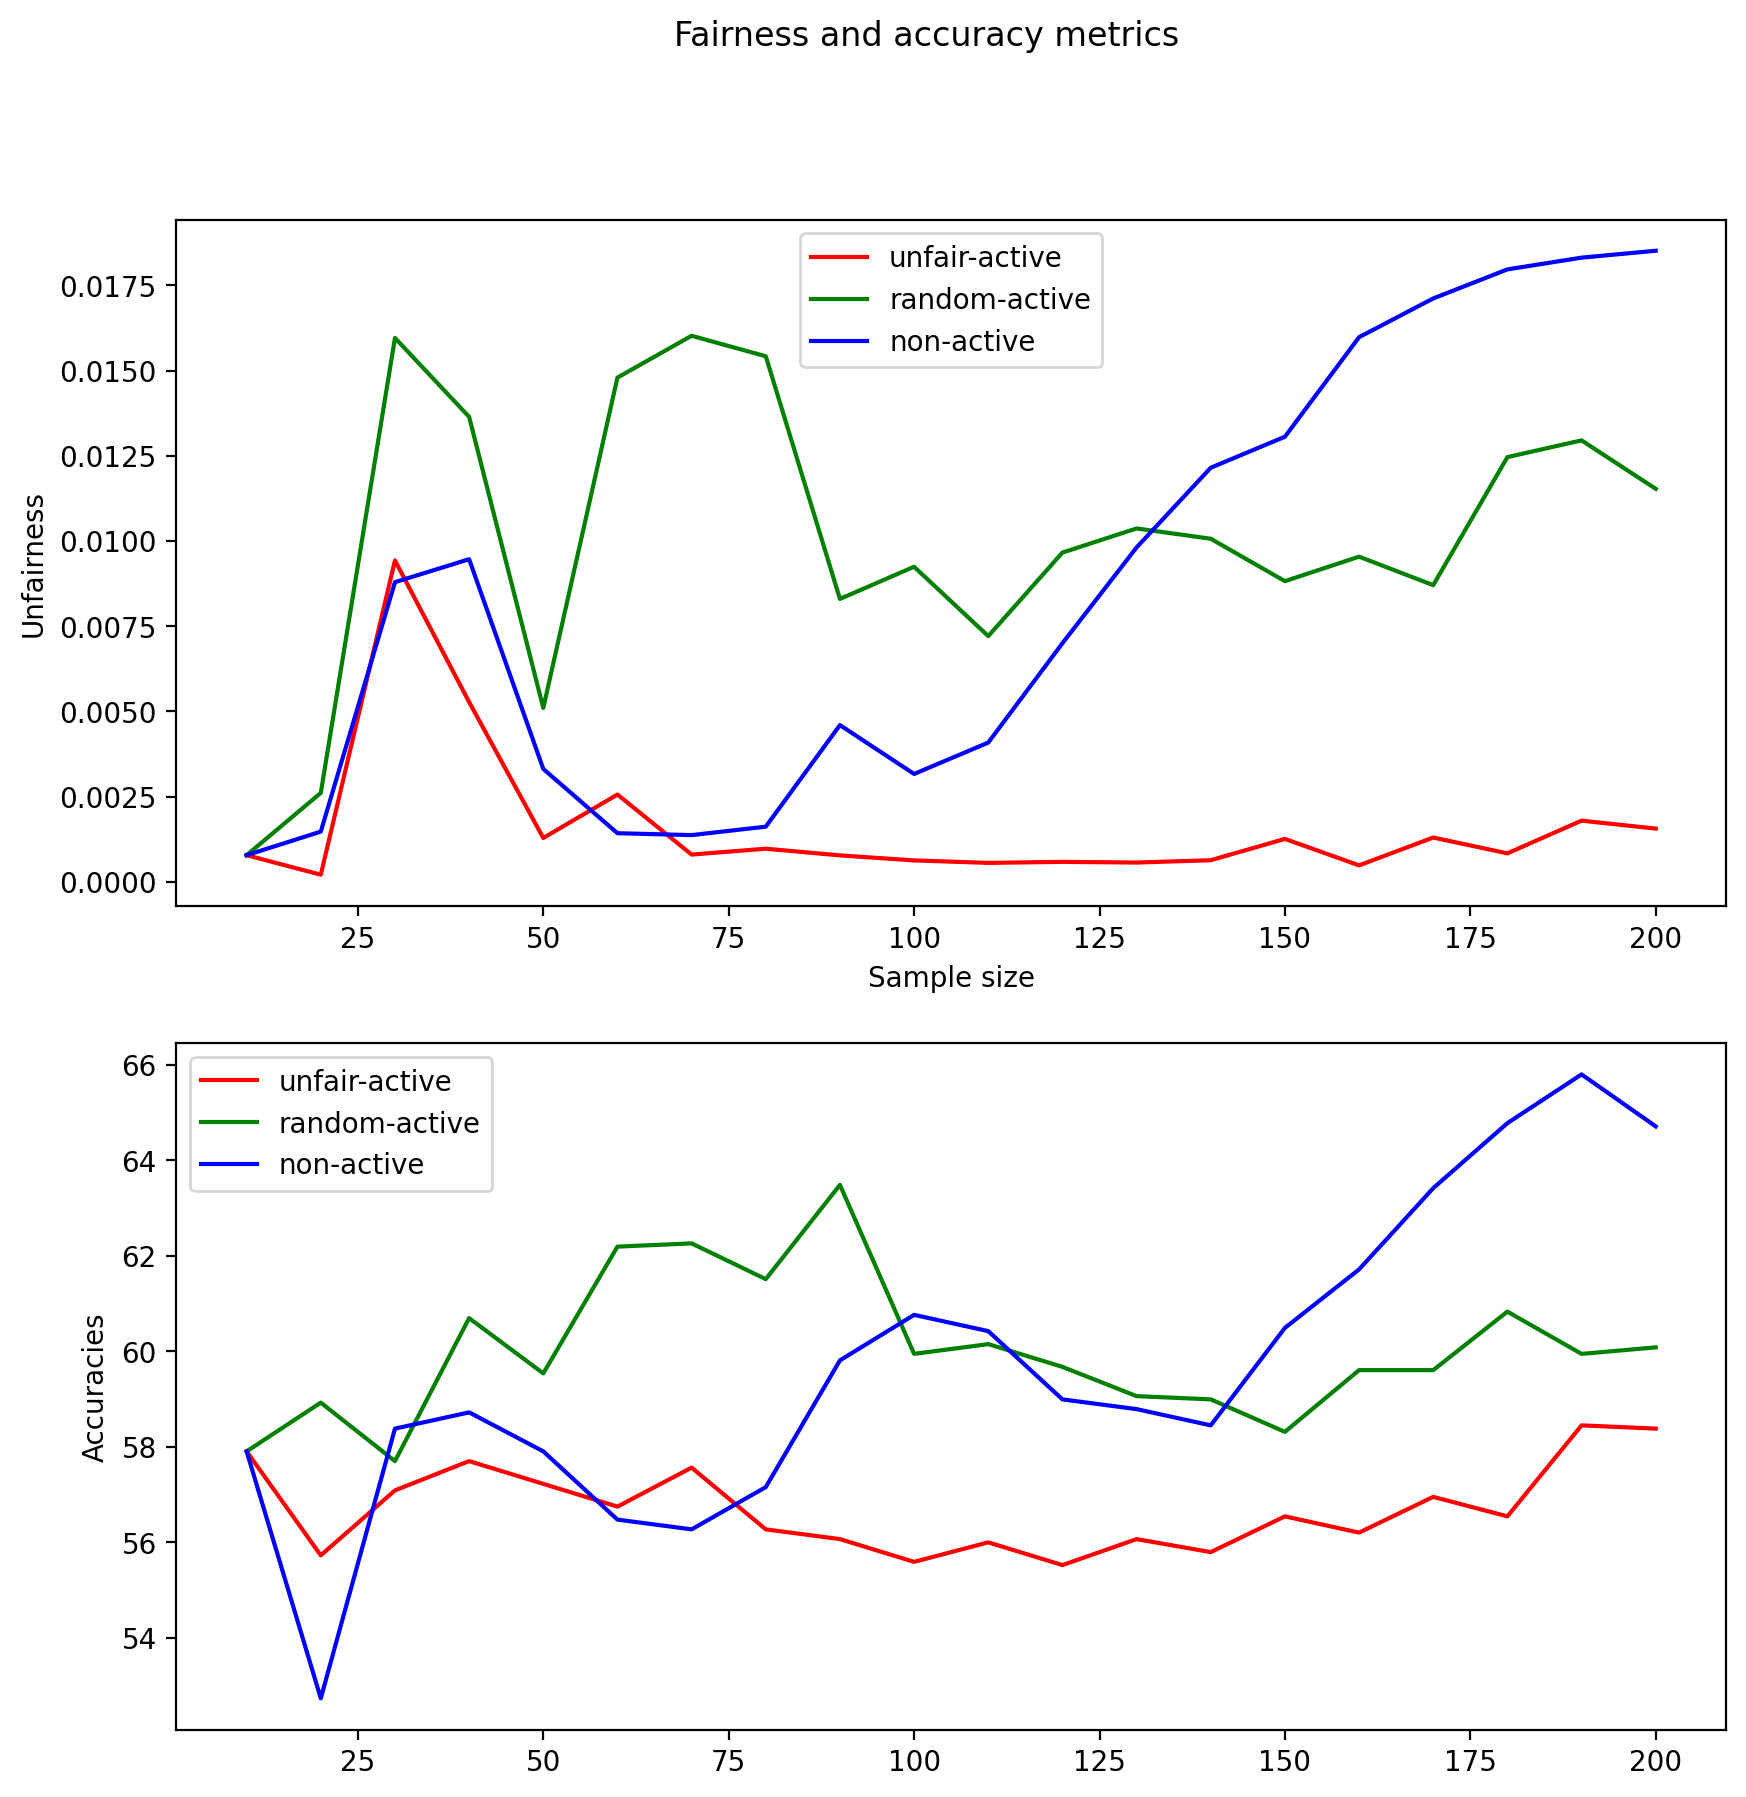 Fairness and accuracy metrics
unfair-active
random-active
non-active
0.0175
0.0150
0.0125
0.0100
0.0075
0.0050
0.0025
0.0000
Unfairness
25 50 75 100 125 150 175 200
Sample size
unfair-active
random-active
non-active
66
64
62
60
58
56
54
Accuracies
25 50 75 100 125 150 175 200